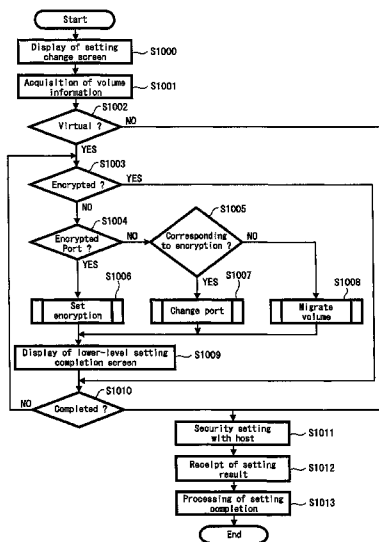 Start
Display of setting
change screen
S1000
Acquisition of volume
information
S1001
S1002
Virtual ?
NO
YES
S1003
Encrypted ?
YES
NO
S1004
Encrypted
Port ?
NO
YES
S1005
Corresponding
to encryption ?
NO
YES
S1006
Set
encryption
S1007
Change port
S1008
Migrate
volume
Display of lower-level setting
completion screen
S1009
S1010
NO
Completed ?
Security setting
with host
S1011
Receipt of setting
result
S1012
Processing of setting
completion
S1013
End